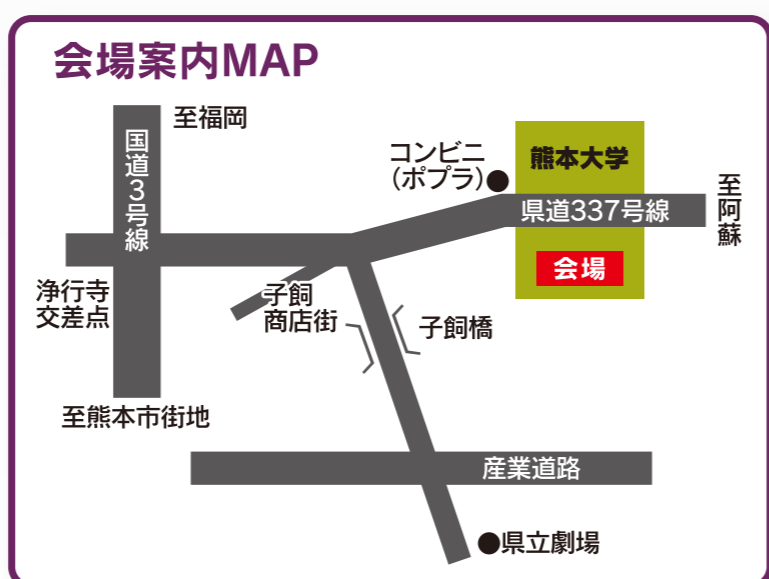 会場案内MAP
至福岡
国道3号線
コンビニ
(ポプラ)
熊本大学
県道337号線
至阿蘇
会場
浄行寺
交差点
子飼
商店街
子飼橋
至熊本市街地
産業道路
県立劇場